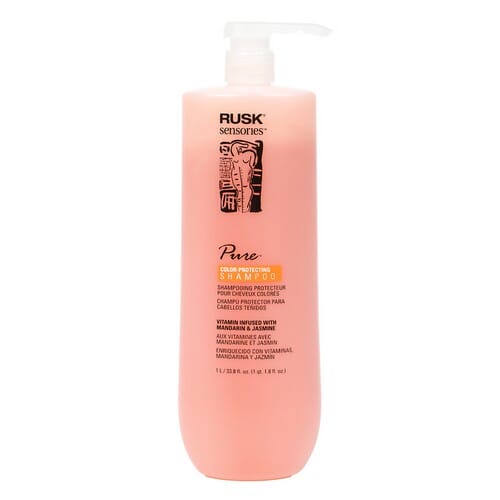 RUSK®
sensories™
Pure™
COLOR-PROTECTING
SHAMPOO
SHAMPOOING PROTECTEUR
POUR CHEVEUX COLORÉS
CHAMPÚ PROTECTOR PARA
CABELLOS TEÑIDOS
VITAMIN INFUSED WITH
MANDARIN & JASMINE
AUX VITAMINES AVEC
MANDARINE ET JASMIN
ENRIQUECIDO CON VITAMINAS,
MANDARINA Y JAZMÍN
1 L / 33.8 fl. oz. (1 qt. 1.8 fl. oz.)